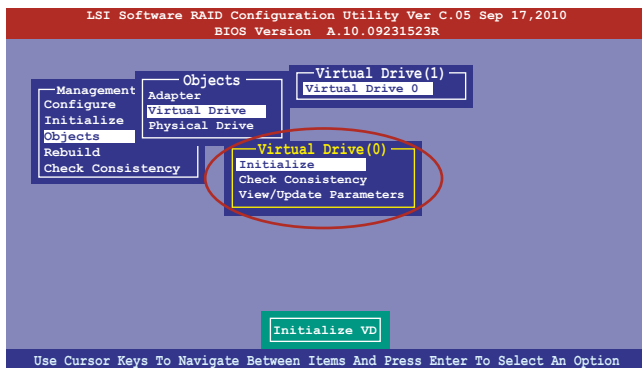 LSI Software RAID Configuration Utility Ver C.05 Sep 17,2010
BIOS Version A.10.09231523R
Management
Configure
Initialize
Objects
Rebuild
Check Consistency
Objects
Adapter
Virtual Drive
Physical Drive
Virtual Drive(1)
Virtual Drive 0
Virtual Drive(0)
Initialize
Check Consistency
View/Update Parameters
Initialize VD
Use Cursor Keys To Navigate Between Items And Press Enter To Select An Option